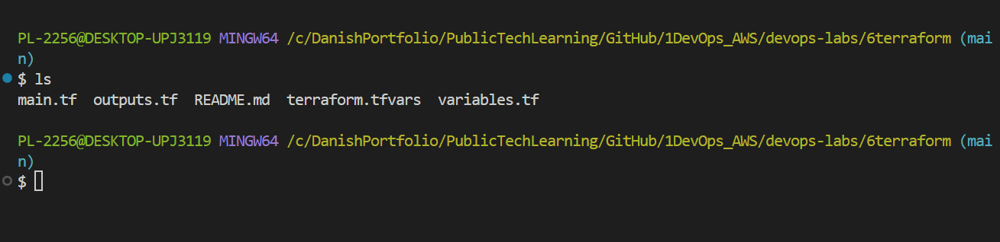 PL-2256@DESKTOP-UPJ3119 MINGW64 /c/DanishPortfolio/PublicTechLearning/GitHub/1DevOps_AWS/devops-labs/6terraform (mai
n)
$ ls
main.tf  outputs.tf  README.md  terraform.tfvars  variables.tf
PL-2256@DESKTOP-UPJ3119 MINGW64 /c/DanishPortfolio/PublicTechLearning/GitHub/1DevOps_AWS/devops-labs/6terraform (mai
n)
$